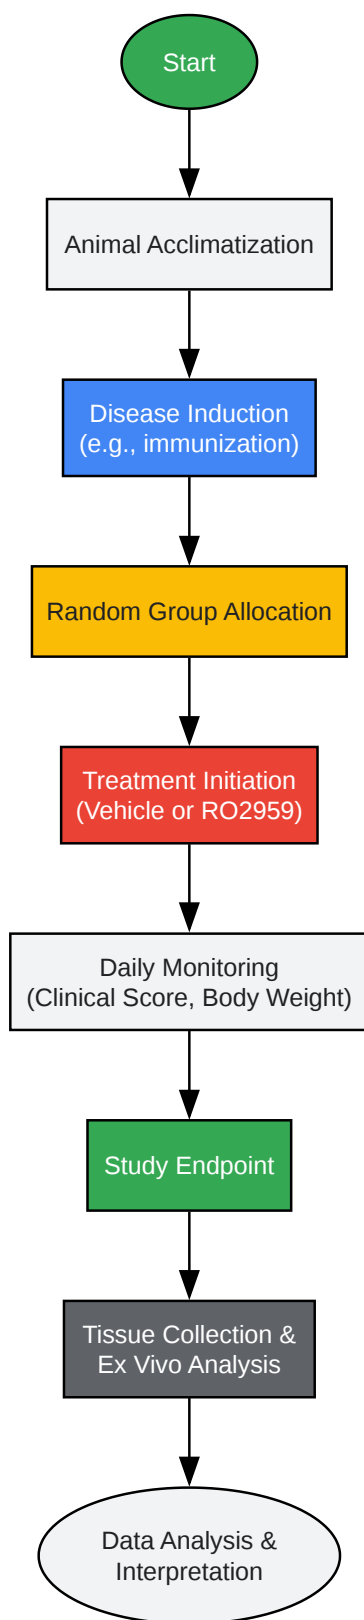 Start
Animal Acclimatization
Disease Induction
(e.g., immunization)
Random Group Allocation
Treatment Initiation
(Vehicle or RO2959)
Daily Monitoring
(Clinical Score, Body Weight)
Study Endpoint
Tissue Collection &
Ex Vivo Analysis
Data Analysis &
Interpretation